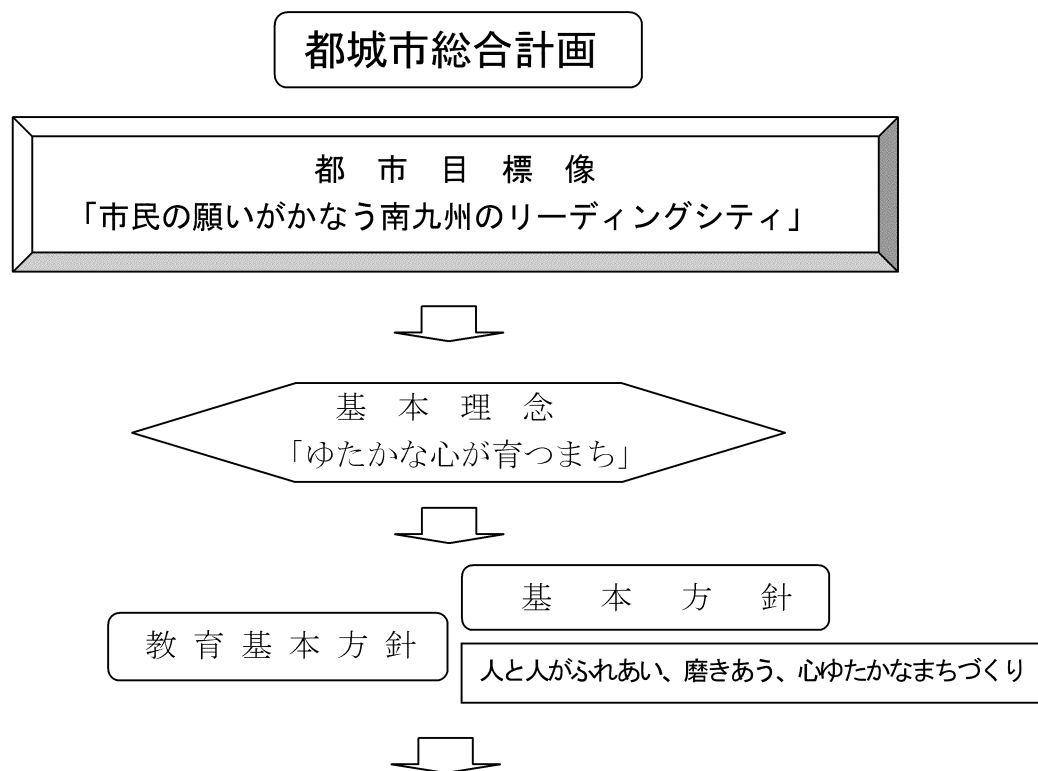 都城市総合計画
都 市 目 標 像
「市民の願いがかなう南九州のリーディングシティ」
基 本 理 念
「ゆたかな心が育つまち」
基 本 方 針
教 育 基 本 方 針
人と人がふれあい、磨きあう、心ゆたかなまちづくり